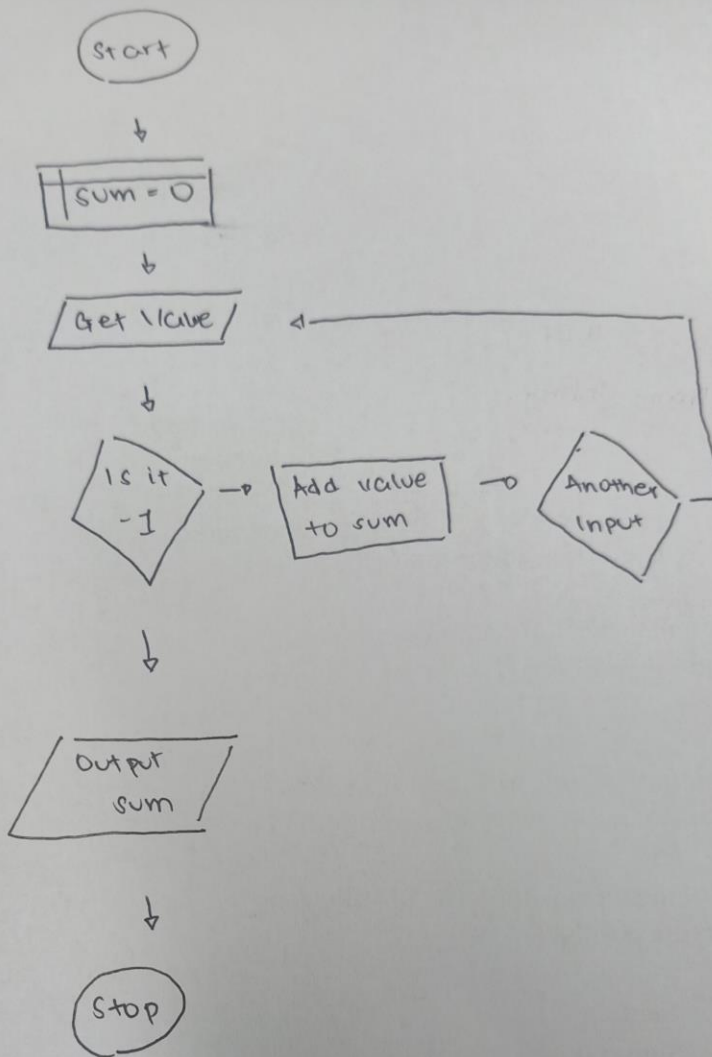 Start
sum = 0
Get Value
Is it
-1
Add value
to sum
Another
Input
Output
sum
Stop